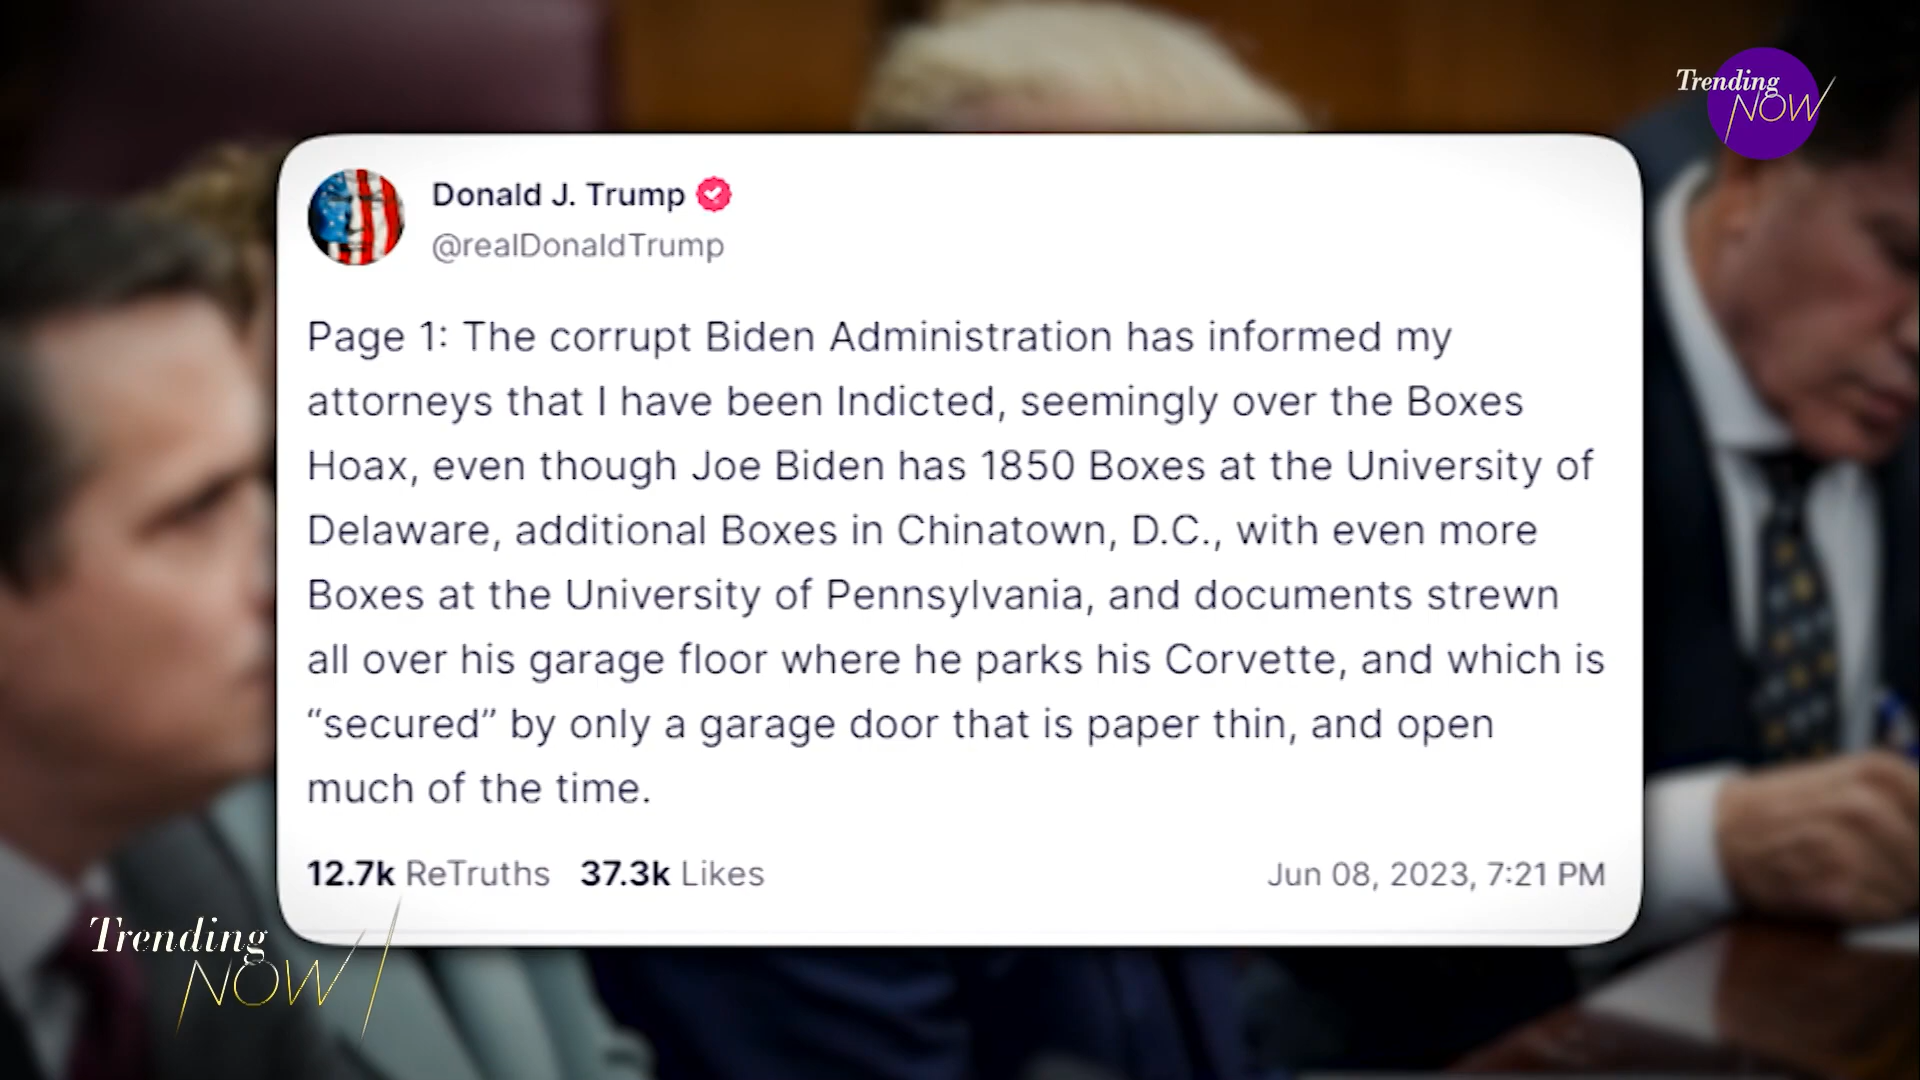 Trending
NOW
Donald J. Trump
@realDonaldTrump
Page 1: The corrupt Biden Administration has informed my
attorneys that I have been Indicted, seemingly over the Boxes
Hoax, even though Joe Biden has 1850 Boxes at the University of
Delaware, additional Boxes in Chinatown, D.C., with even more
Boxes at the University of Pennsylvania, and documents strewn
all over his garage floor where he parks his Corvette, and which is
“secured” by only a garage door that is paper thin, and open
much of the time.
12.7k ReTruths 37.3k Likes Jun 08, 2023, 7:21 PM
Trending
NOW